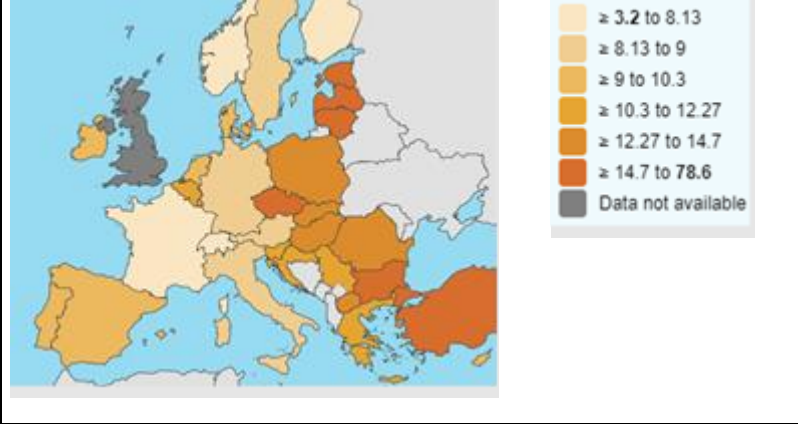 ≥ 3.2 to 8.13
≥ 8.13 to 9
≥ 9 to 10.3
≥ 10.3 to 12.27
≥ 12.27 to 14.7
≥ 14.7 to 78.6
Data not available